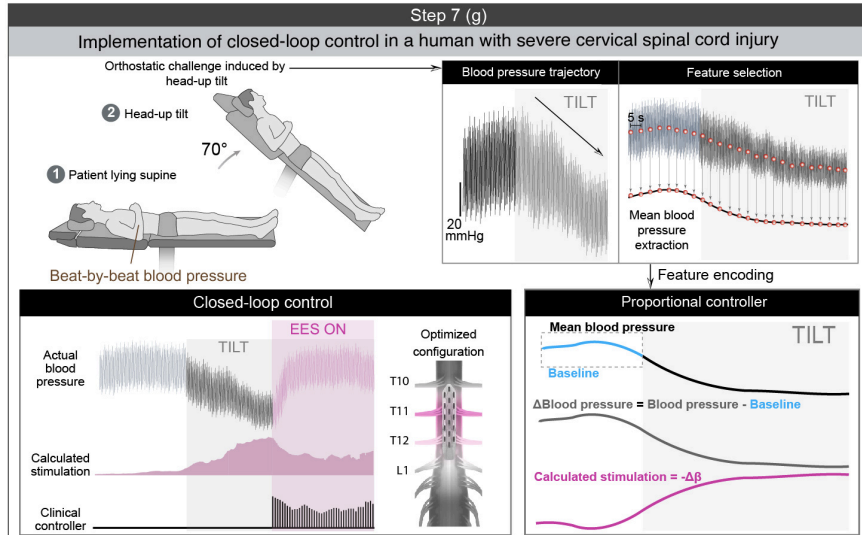 Step 7 (g)
Implementation of closed-loop control in a human with severe cervical spinal cord injury
Orthostatic challenge induced by
head-up tilt
2 Head-up tilt
70°
1 Patient lying supine
Beat-by-beat blood pressure
Blood pressure trajectory
TILT
20
mmHg
Feature selection
TILT
5 s
Mean blood
pressure
extraction
Feature encoding
Closed-loop control
EES ON
TILT
Actual
blood
pressure
Calculated
stimulation
Clinical
controller
Optimized
configuration
T10
T11
T12
L1
Proportional controller
Mean blood pressure
TILT
Baseline
ΔBlood pressure = Blood pressure - Baseline
Calculated stimulation = -Δβ